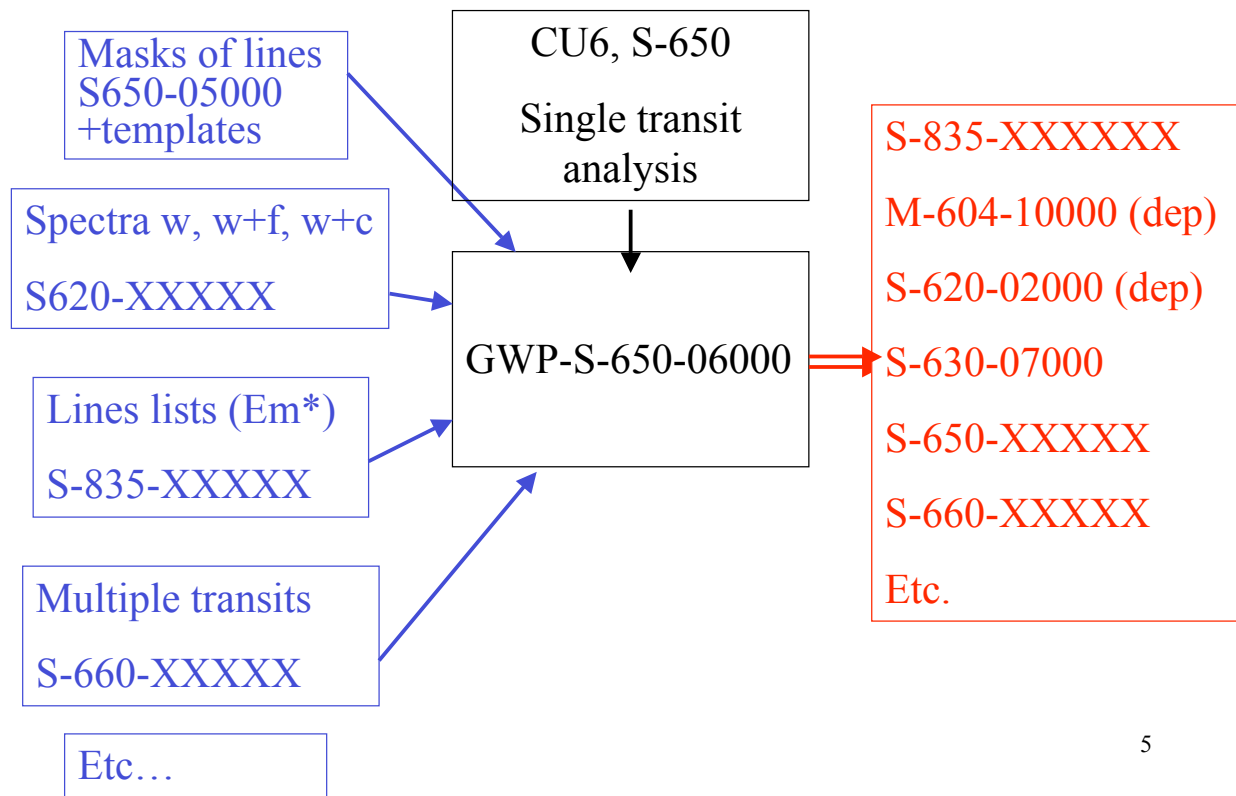 Masks of lines
S650-05000
+templates
CU6, S-650
Single transit
analysis
Spectra w, w+f, w+c
S620-XXXXX
GWP-S-650-06000
Lines lists (Em*)
S-835-XXXXX
Multiple transits
S-660-XXXXX
Etc…
S-835-XXXXXX
M-604-10000 (dep)
S-620-02000 (dep)
S-630-07000
S-650-XXXXX
S-660-XXXXX
Etc.
5